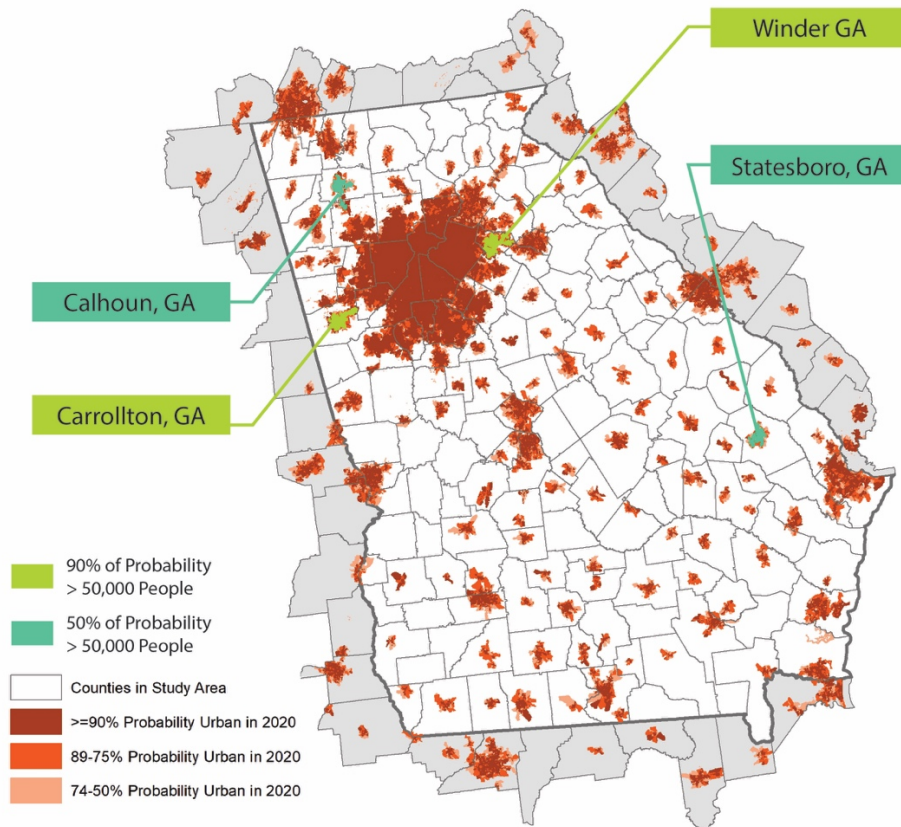 Winder GA
Statesboro, GA
Calhoun, GA
Carrollton, GA
90% of Probability
> 50,000 People
50% of Probability
> 50,000 People
Counties in Study Area
>=90% Probability Urban in 2020
89-75% Probability Urban in 2020
74-50% Probability Urban in 2020